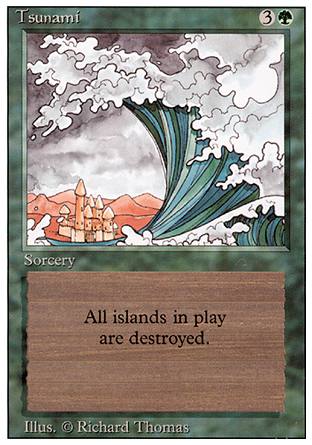 Tsunami 3
Sorcery
All islands in play
are destroyed.
Illus. © Richard Thomas